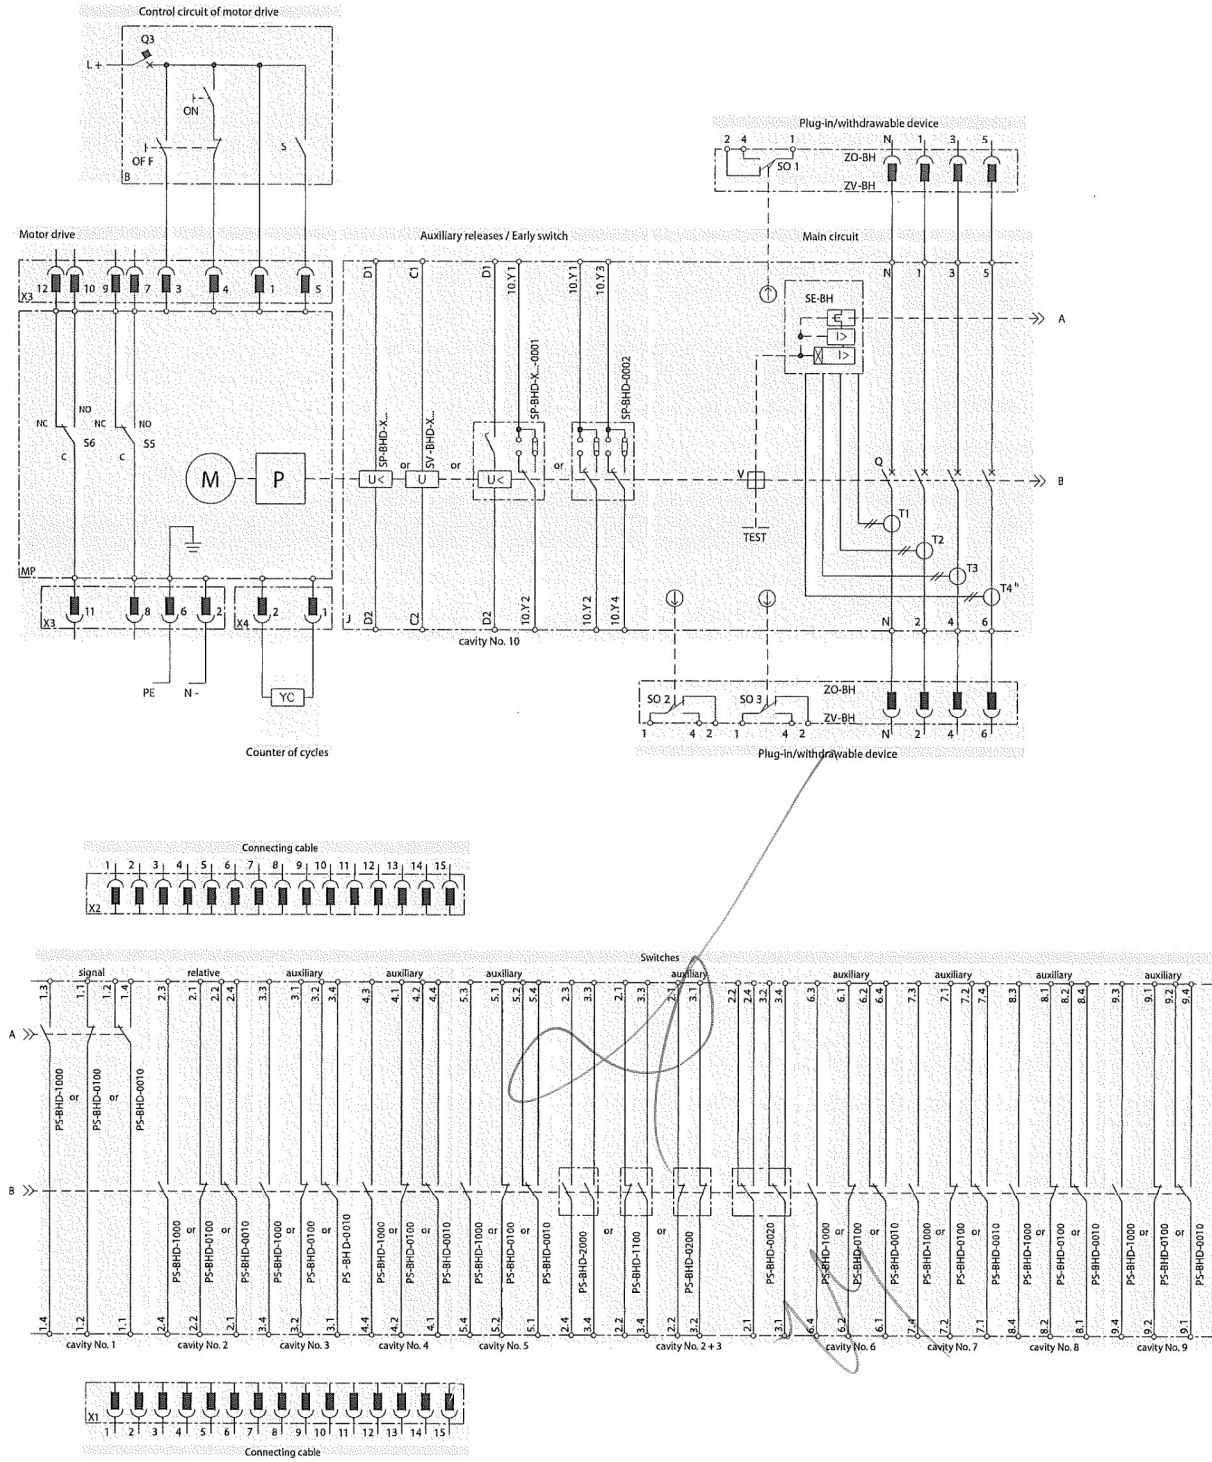 Control circuit of motor drive
Q3
L+
ON
OFF
S
B
Plug-in/withdrawable device
2 4 1 N 1 3 5
SO 1
ZO-BH
ZV-BH
Motor drive
Auxiliary releases / Early switch
Main circuit
12 10 9 7 3 4 1 5
X3
D1 C1 D1 10.Y1 10.Y1 10.Y3
N 1 3 5
SE-BH
A
I>
I>
NC NO NC NO
S6 S5
C C
SP-BHD-X...
SV-BHD-X...
SP-BHD-X...-0001
SP-BHD-0002
or or or
M P
U< U U<
V
Q
B
TEST
T1
T2
T3
T4 1)
MP
11 8 6 2
X3
2 1
X4
J
D2 C2 D2 10.Y2 10.Y2 10.Y4
N 2 4 6
cavity No. 10
PE N -
YC
SO 2 SO 3
ZO-BH
ZV-BH
1 4 2 1 4 2 N 2 4 6
Counter of cycles
Plug-in/withdrawable device
Connecting cable
1 2 3 4 5 6 7 8 9 10 11 12 13 14 15
X2
Switches
signal relative auxiliary auxiliary auxiliary auxiliary auxiliary auxiliary auxiliary auxiliary
1.3 1.1 1.2 1.4 2.3 2.1 2.2 2.4 3.3 3.1 3.2 3.4 4.3 4.1 4.2 4.4 5.3 5.1 5.2 5.4 2.3 3.3 2.1 3.3 2.1 3.1 2.2 2.4 3.2 3.4 6.3 6.1 6.2 6.4 7.3 7.1 7.2 7.4 8.3 8.1 8.2 8.4 9.3 9.1 9.2 9.4
A
PS-BHD-1000 or PS-BHD-0100 or PS-BHD-0010
B
PS-BHD-1000 or PS-BHD-0100 or PS-BHD-0010
PS-BHD-1000 or PS-BHD-0100 or PS-BHD-0010
PS-BHD-1000 or PS-BHD-0100 or PS-BHD-0010
PS-BHD-1000 or PS-BHD-0100 or PS-BHD-0010
PS-BHD-2000 or PS-BHD-1100 or PS-BHD-0200 or PS-BHD-0020
PS-BHD-1000 or PS-BHD-0100 or PS-BHD-0010
PS-BHD-1000 or PS-BHD-0100 or PS-BHD-0010
PS-BHD-1000 or PS-BHD-0100 or PS-BHD-0010
PS-BHD-1000 or PS-BHD-0100 or PS-BHD-0010
1.4 1.2 1.1 2.4 2.2 2.1 3.4 3.2 3.1 4.4 4.2 4.1 5.4 5.2 5.1 2.4 3.4 2.2 3.4 2.2 3.2 2.1 3.1 6.4 6.2 6.1 7.4 7.2 7.1 8.4 8.2 8.1 9.4 9.2 9.1
cavity No. 1 cavity No. 2 cavity No. 3 cavity No. 4 cavity No. 5 cavity No. 2 + 3 cavity No. 6 cavity No. 7 cavity No. 8 cavity No. 9
X1
1 2 3 4 5 6 7 8 9 10 11 12 13 14 15
Connecting cable